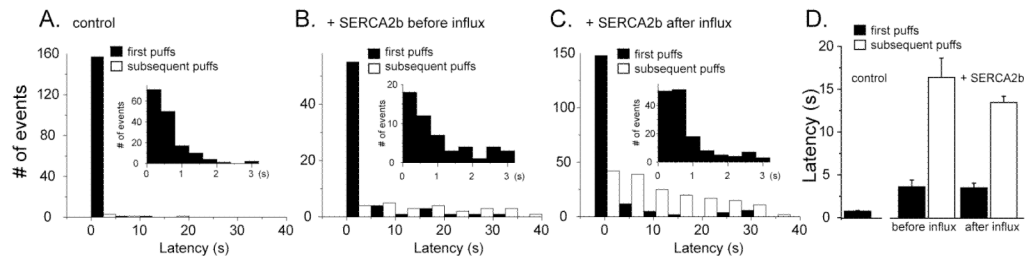 A. control
160
120
80
40
0
# of events
first puffs
subsequent puffs
60
40
20
0
# of events
0 1 2 3 (s)
0 10 20 30 40
Latency (s)
B. + SERCA2b before influx
40
20
0
first puffs
subsequent puffs
20
15
10
5
0
# of events
0 1 2 3 (s)
0 10 20 30 40
Latency (s)
C. + SERCA2b after influx
150
100
50
0
first puffs
subsequent puffs
40
20
0
# of events
0 1 2 3 (s)
0 10 20 30 40
Latency (s)
D.
first puffs
subsequent puffs
20
15
10
5
0
Latency (s)
control
+ SERCA2b
before influx
after influx